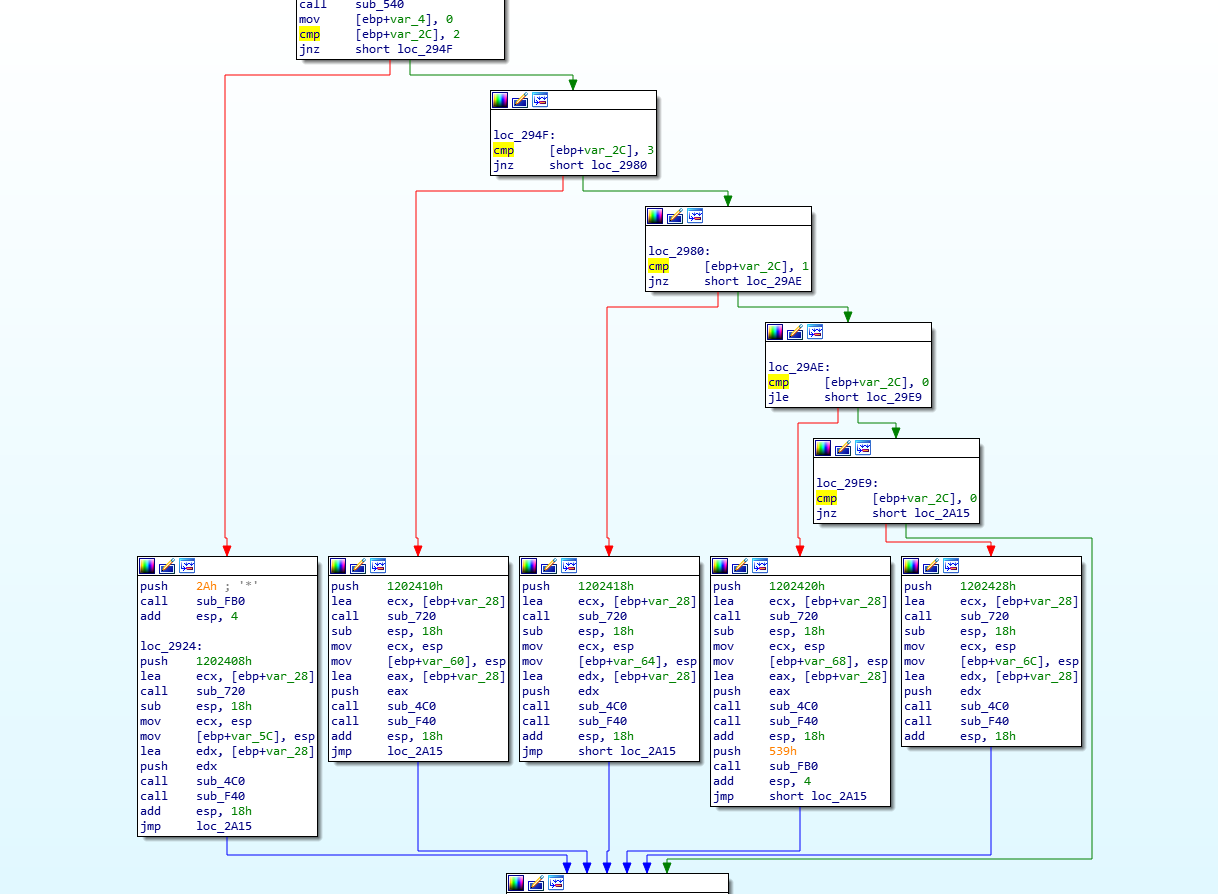 call sub_540
mov [ebp+var_4], 0
cmp [ebp+var_2C], 2
jnz short loc_294F
loc_294F:
cmp [ebp+var_2C], 3
jnz short loc_2980
loc_2980:
cmp [ebp+var_2C], 1
jnz short loc_29AE
loc_29AE:
cmp [ebp+var_2C], 0
jle short loc_29E9
loc_29E9:
cmp [ebp+var_2C], 0
jnz short loc_2A15
push 2Ah ; '*'
call sub_FB0
add esp, 4
loc_2924:
push 1202408h
lea ecx, [ebp+var_28]
call sub_720
sub esp, 18h
mov ecx, esp
mov [ebp+var_5C], esp
lea edx, [ebp+var_28]
push edx
call sub_4C0
call sub_F40
add esp, 18h
jmp loc_2A15
push 1202410h
lea ecx, [ebp+var_28]
call sub_720
sub esp, 18h
mov ecx, esp
mov [ebp+var_60], esp
lea eax, [ebp+var_28]
push eax
call sub_4C0
call sub_F40
add esp, 18h
jmp loc_2A15
push 1202418h
lea ecx, [ebp+var_28]
call sub_720
sub esp, 18h
mov ecx, esp
mov [ebp+var_64], esp
lea edx, [ebp+var_28]
push edx
call sub_4C0
call sub_F40
add esp, 18h
jmp short loc_2A15
push 1202420h
lea ecx, [ebp+var_28]
call sub_720
sub esp, 18h
mov ecx, esp
mov [ebp+var_68], esp
lea eax, [ebp+var_28]
push eax
call sub_4C0
call sub_F40
add esp, 18h
push 539h
call sub_FB0
add esp, 4
jmp short loc_2A15
push 1202428h
lea ecx, [ebp+var_28]
call sub_720
sub esp, 18h
mov ecx, esp
mov [ebp+var_6C], esp
lea edx, [ebp+var_28]
push edx
call sub_4C0
call sub_F40
add esp, 18h